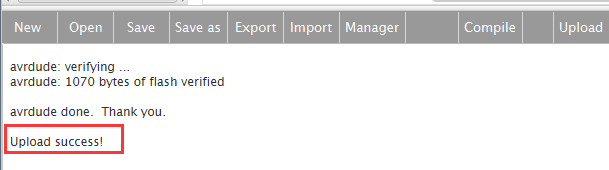 New Open Save Save as Export Import Manager Compile Upload
avrdude: verifying ...
avrdude: 1070 bytes of flash verified
avrdude done.  Thank you.
Upload success!